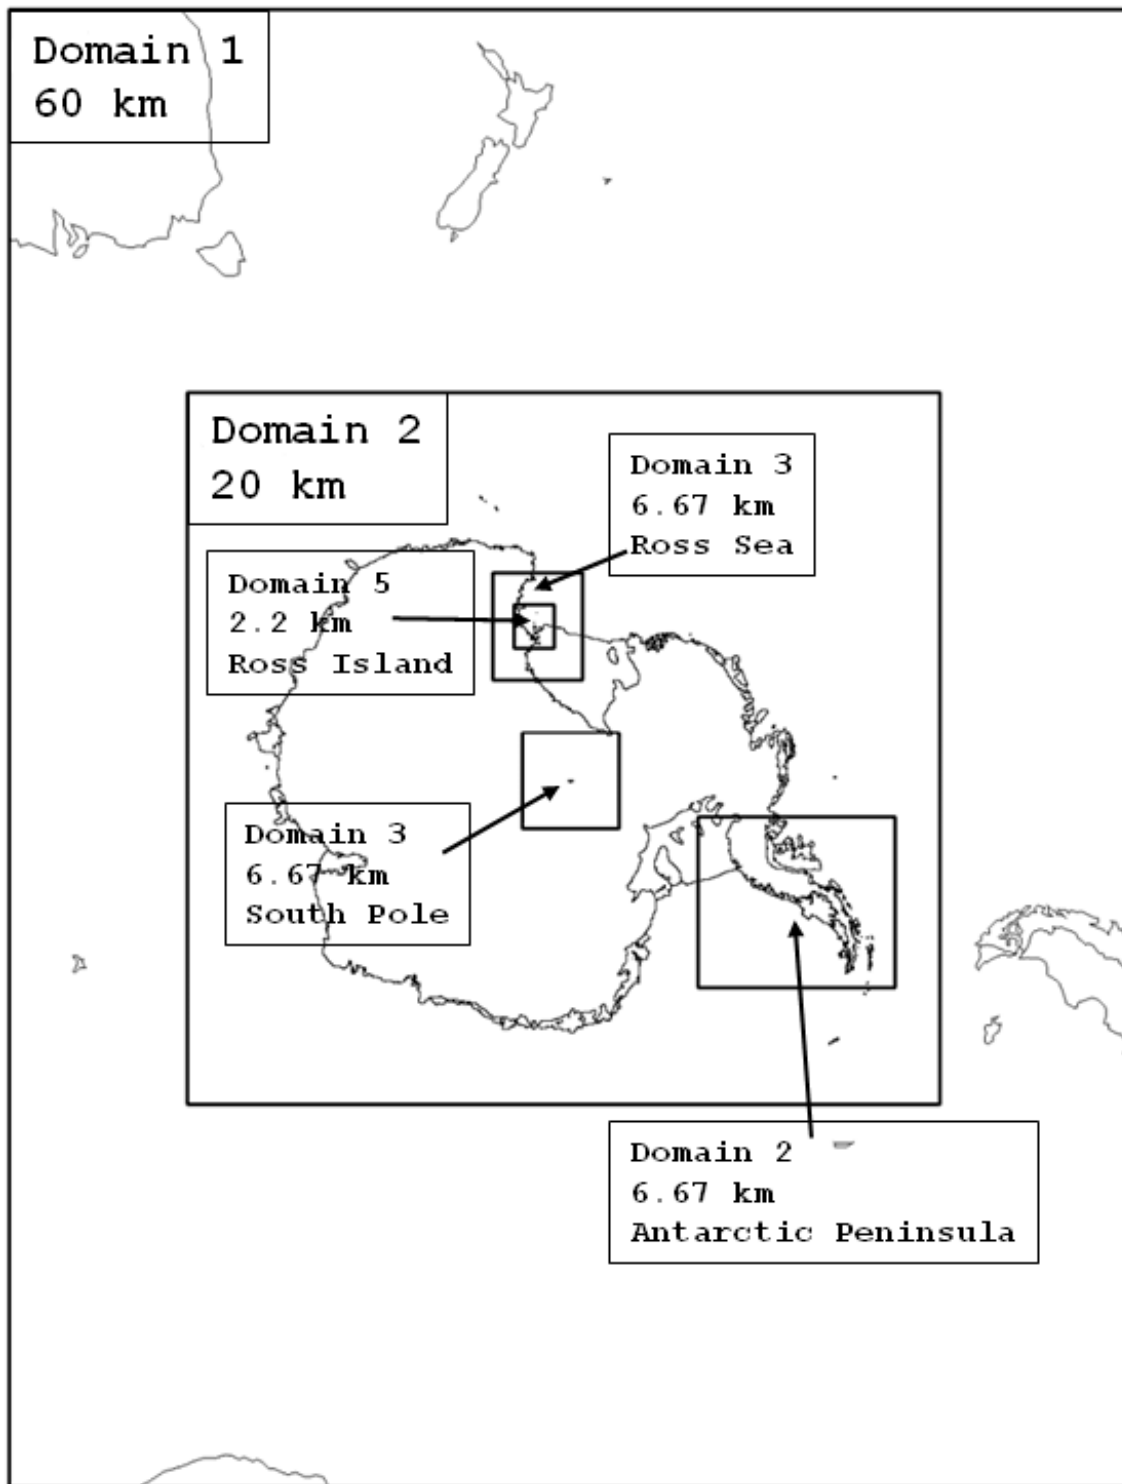 Domain 1
60 km
Domain 2
20 km
Domain 3
6.67 km
Ross Sea
Domain 5
2.2 km
Ross Island
Domain 3
6.67 km
South Pole
Domain 2
6.67 km
Antarctic Peninsula